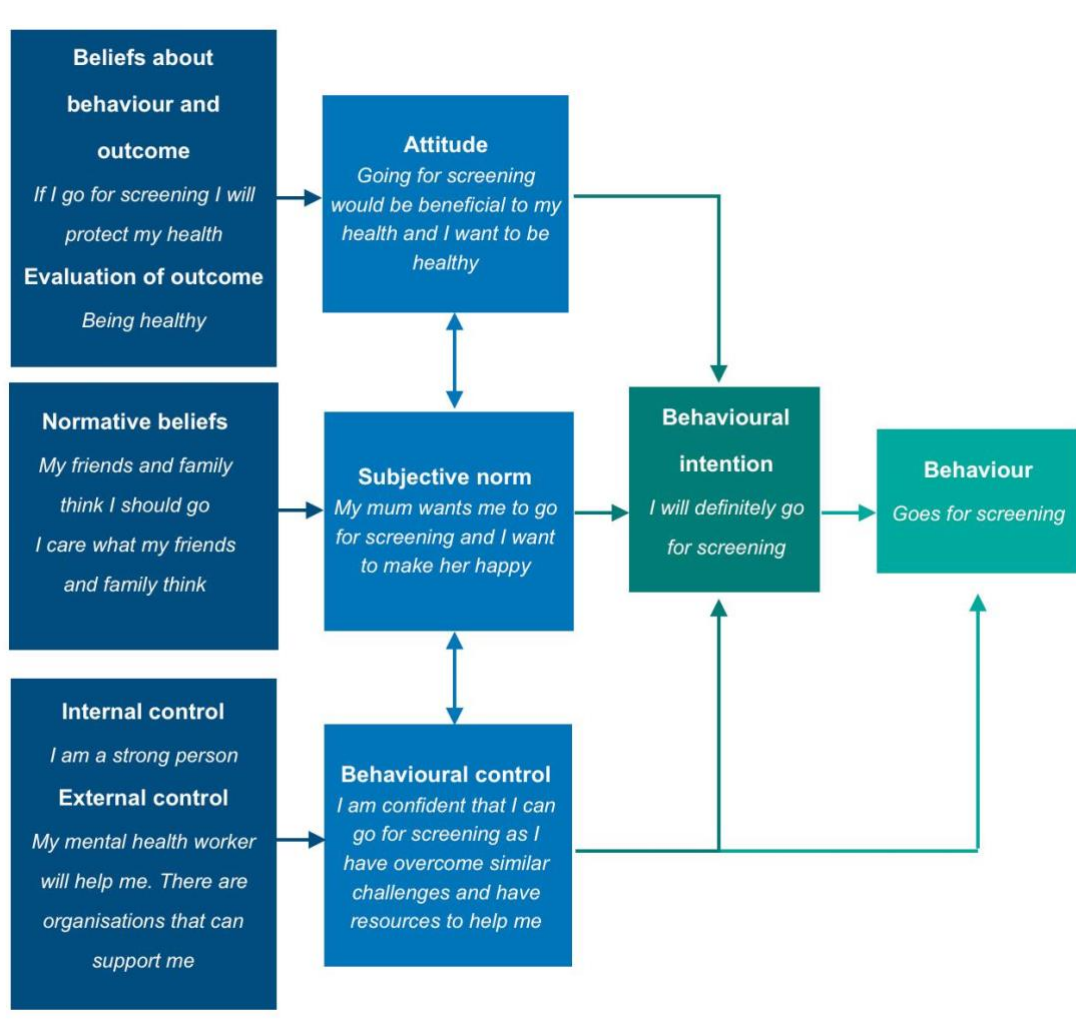 Beliefs about
behaviour and
outcome
If I go for screening I will
protect my health
Evaluation of outcome
Being healthy
Attitude
Going for screening
would be beneficial to my
health and I want to be
healthy
Normative beliefs
My friends and family
think I should go
I care what my friends
and family think
Subjective norm
My mum wants me to go
for screening and I want
to make her happy
Behavioural
intention
I will definitely go
for screening
Behaviour
Goes for screening
Internal control
I am a strong person
External control
My mental health worker
will help me. There are
organisations that can
support me
Behavioural control
I am confident that I can
go for screening as I
have overcome similar
challenges and have
resources to help me